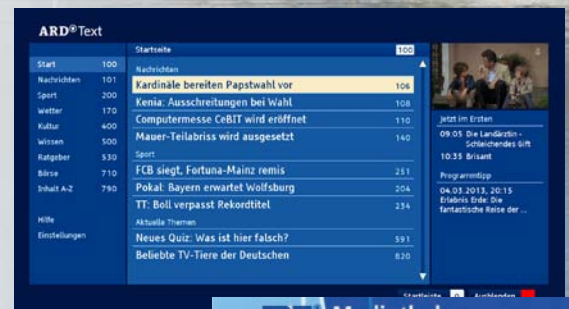 ARD® Text
Startseite 100
Start 100
Nachrichten 101
Sport 200
Wetter 170
Kultur 400
Wissen 500
Ratgeber 530
Börse 710
Inhalt A-Z 790
Hilfe
Einstellungen
Nachrichten
Kardinäle bereiten Papstwahl vor 106
Kenia: Ausschreitungen bei Wahl 108
Computermesse CeBIT wird eröffnet 110
Mauer-Teilabriss wird ausgesetzt 140
Sport
FCB siegt, Fortuna-Mainz remis 251
Pokal: Bayern erwartet Wolfsburg 204
TT: Boll verpasst Rekordtitel 234
Aktuelle Themen
Neues Quiz: Was ist hier falsch? 591
Beliebte TV-Tiere der Deutschen 820
Jetzt im Ersten
09:05 Die Landärztin -
Schleichendes Gift
10:35 Brisant
Programmtipp
04.03.2013, 20:15
Erlebnis Erde: Die
fantastische Reise der ...
Startleiste 0 Ausblenden